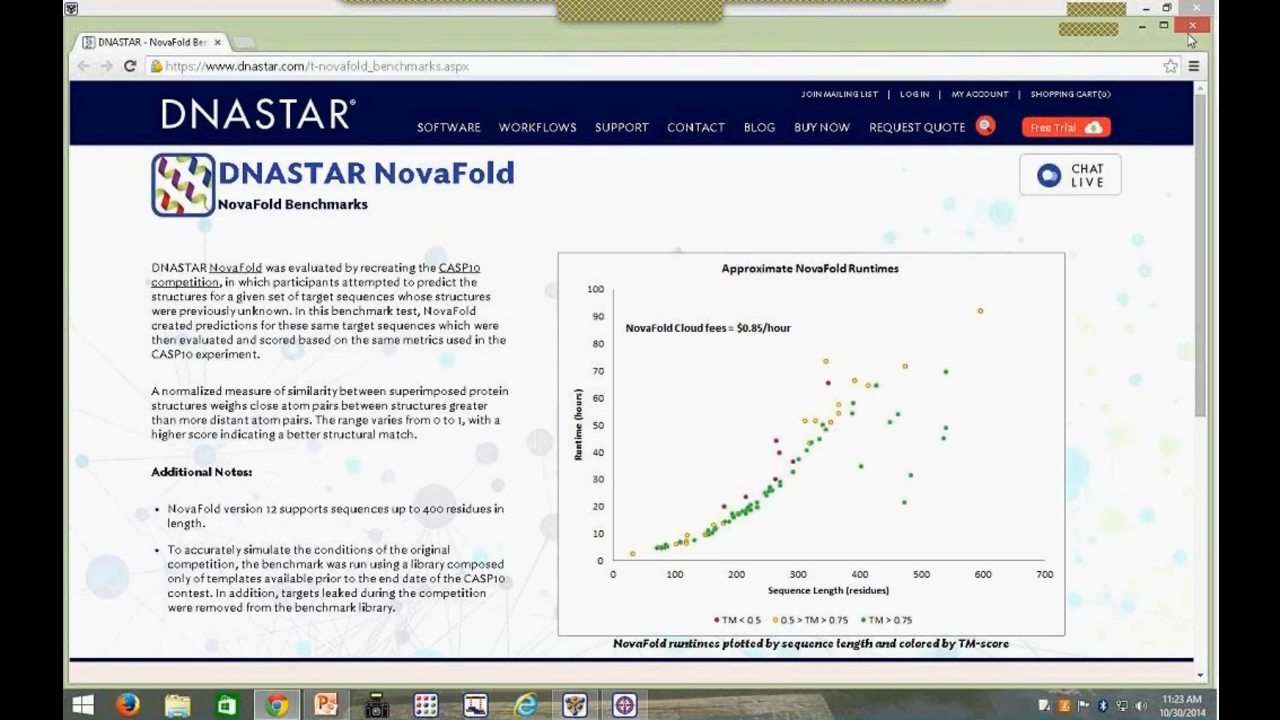 DNASTAR - NovaFold Ber
https://www.dnastar.com/t-novafold_benchmarks.aspx
JOIN MAILING LIST | LOG IN | MY ACCOUNT | SHOPPING CART(0)
DNASTAR®
SOFTWARE WORKFLOWS SUPPORT CONTACT BLOG BUY NOW REQUEST QUOTE Free Trial
DNASTAR NovaFold
NovaFold Benchmarks
CHAT
LIVE
DNASTAR NovaFold was evaluated by recreating the CASP10
competition, in which participants attempted to predict the
structures for a given set of target sequences whose structures
were previously unknown. In this benchmark test, NovaFold
created predictions for these same target sequences which were
then evaluated and scored based on the same metrics used in the
CASP10 experiment.
A normalized measure of similarity between superimposed protein
structures weighs close atom pairs between structures greater
than more distant atom pairs. The range varies from 0 to 1, with a
higher score indicating a better structural match.
Additional Notes:
• NovaFold version 12 supports sequences up to 400 residues in
length.
• To accurately simulate the conditions of the original
competition, the benchmark was run using a library composed
only of templates available prior to the end date of the CASP10
contest. In addition, targets leaked during the competition
were removed from the benchmark library.
Approximate NovaFold Runtimes
NovaFold Cloud fees = $0.85/hour
Runtime (hours)
100
90
80
70
60
50
40
30
20
10
0
0 100 200 300 400 500 600 700
Sequence Length (residues)
TM < 0.5 0.5 > TM > 0.75 TM > 0.75
NovaFold runtimes plotted by sequence length and colored by TM-score
11:23 AM
10/30/2014